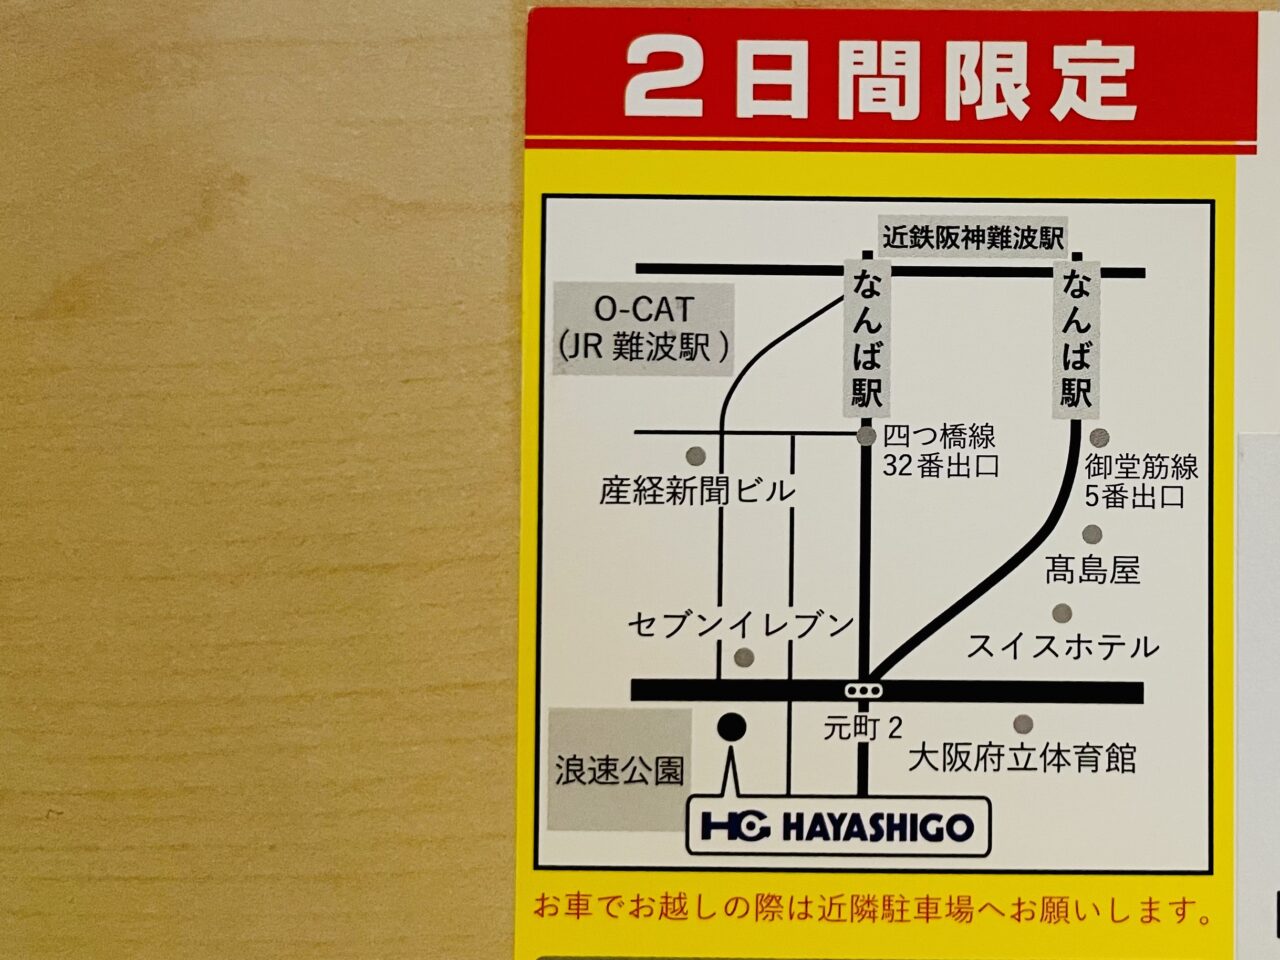 2日間限定
近鉄阪神難波駅
O-CAT
(JR 難波駅)
なんば駅
なんば駅
四つ橋線
32番出口
御堂筋線
5番出口
産経新聞ビル
髙島屋
セブンイレブン
スイスホテル
元町2
大阪府立体育館
浪速公園
HG HAYASHIGO
お車でお越しの際は近隣駐車場へお願いします。